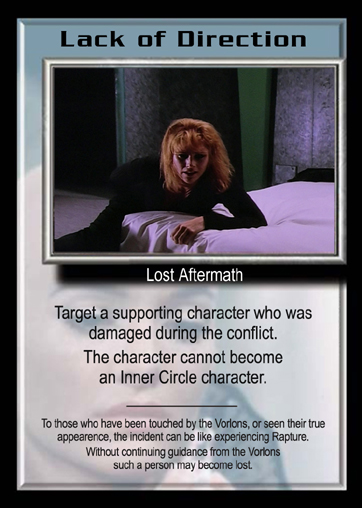 Lack of Direction
Lost Aftermath
Target a supporting character who was
damaged during the conflict.
The character cannot become
an Inner Circle character.
To those who have been touched by the Vorlons, or seen their true
appearence, the incident can be like experiencing Rapture.
Without continuing guidance from the Vorlons
such a person may become lost.